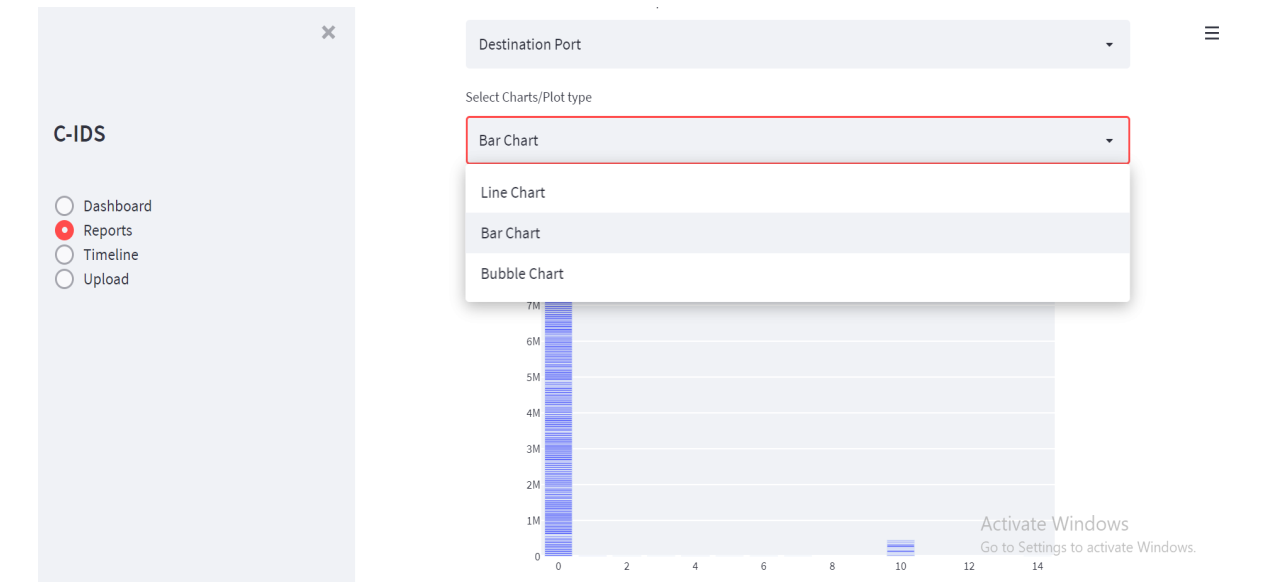 C-IDS
Dashboard
Reports
Timeline
Upload
Destination Port
Select Charts/Plot type
Bar Chart
Line Chart
Bar Chart
Bubble Chart
7M
6M
5M
4M
3M
2M
1M
0
0 2 4 6 8 10 12 14
Activate Windows
Go to Settings to activate Windows.